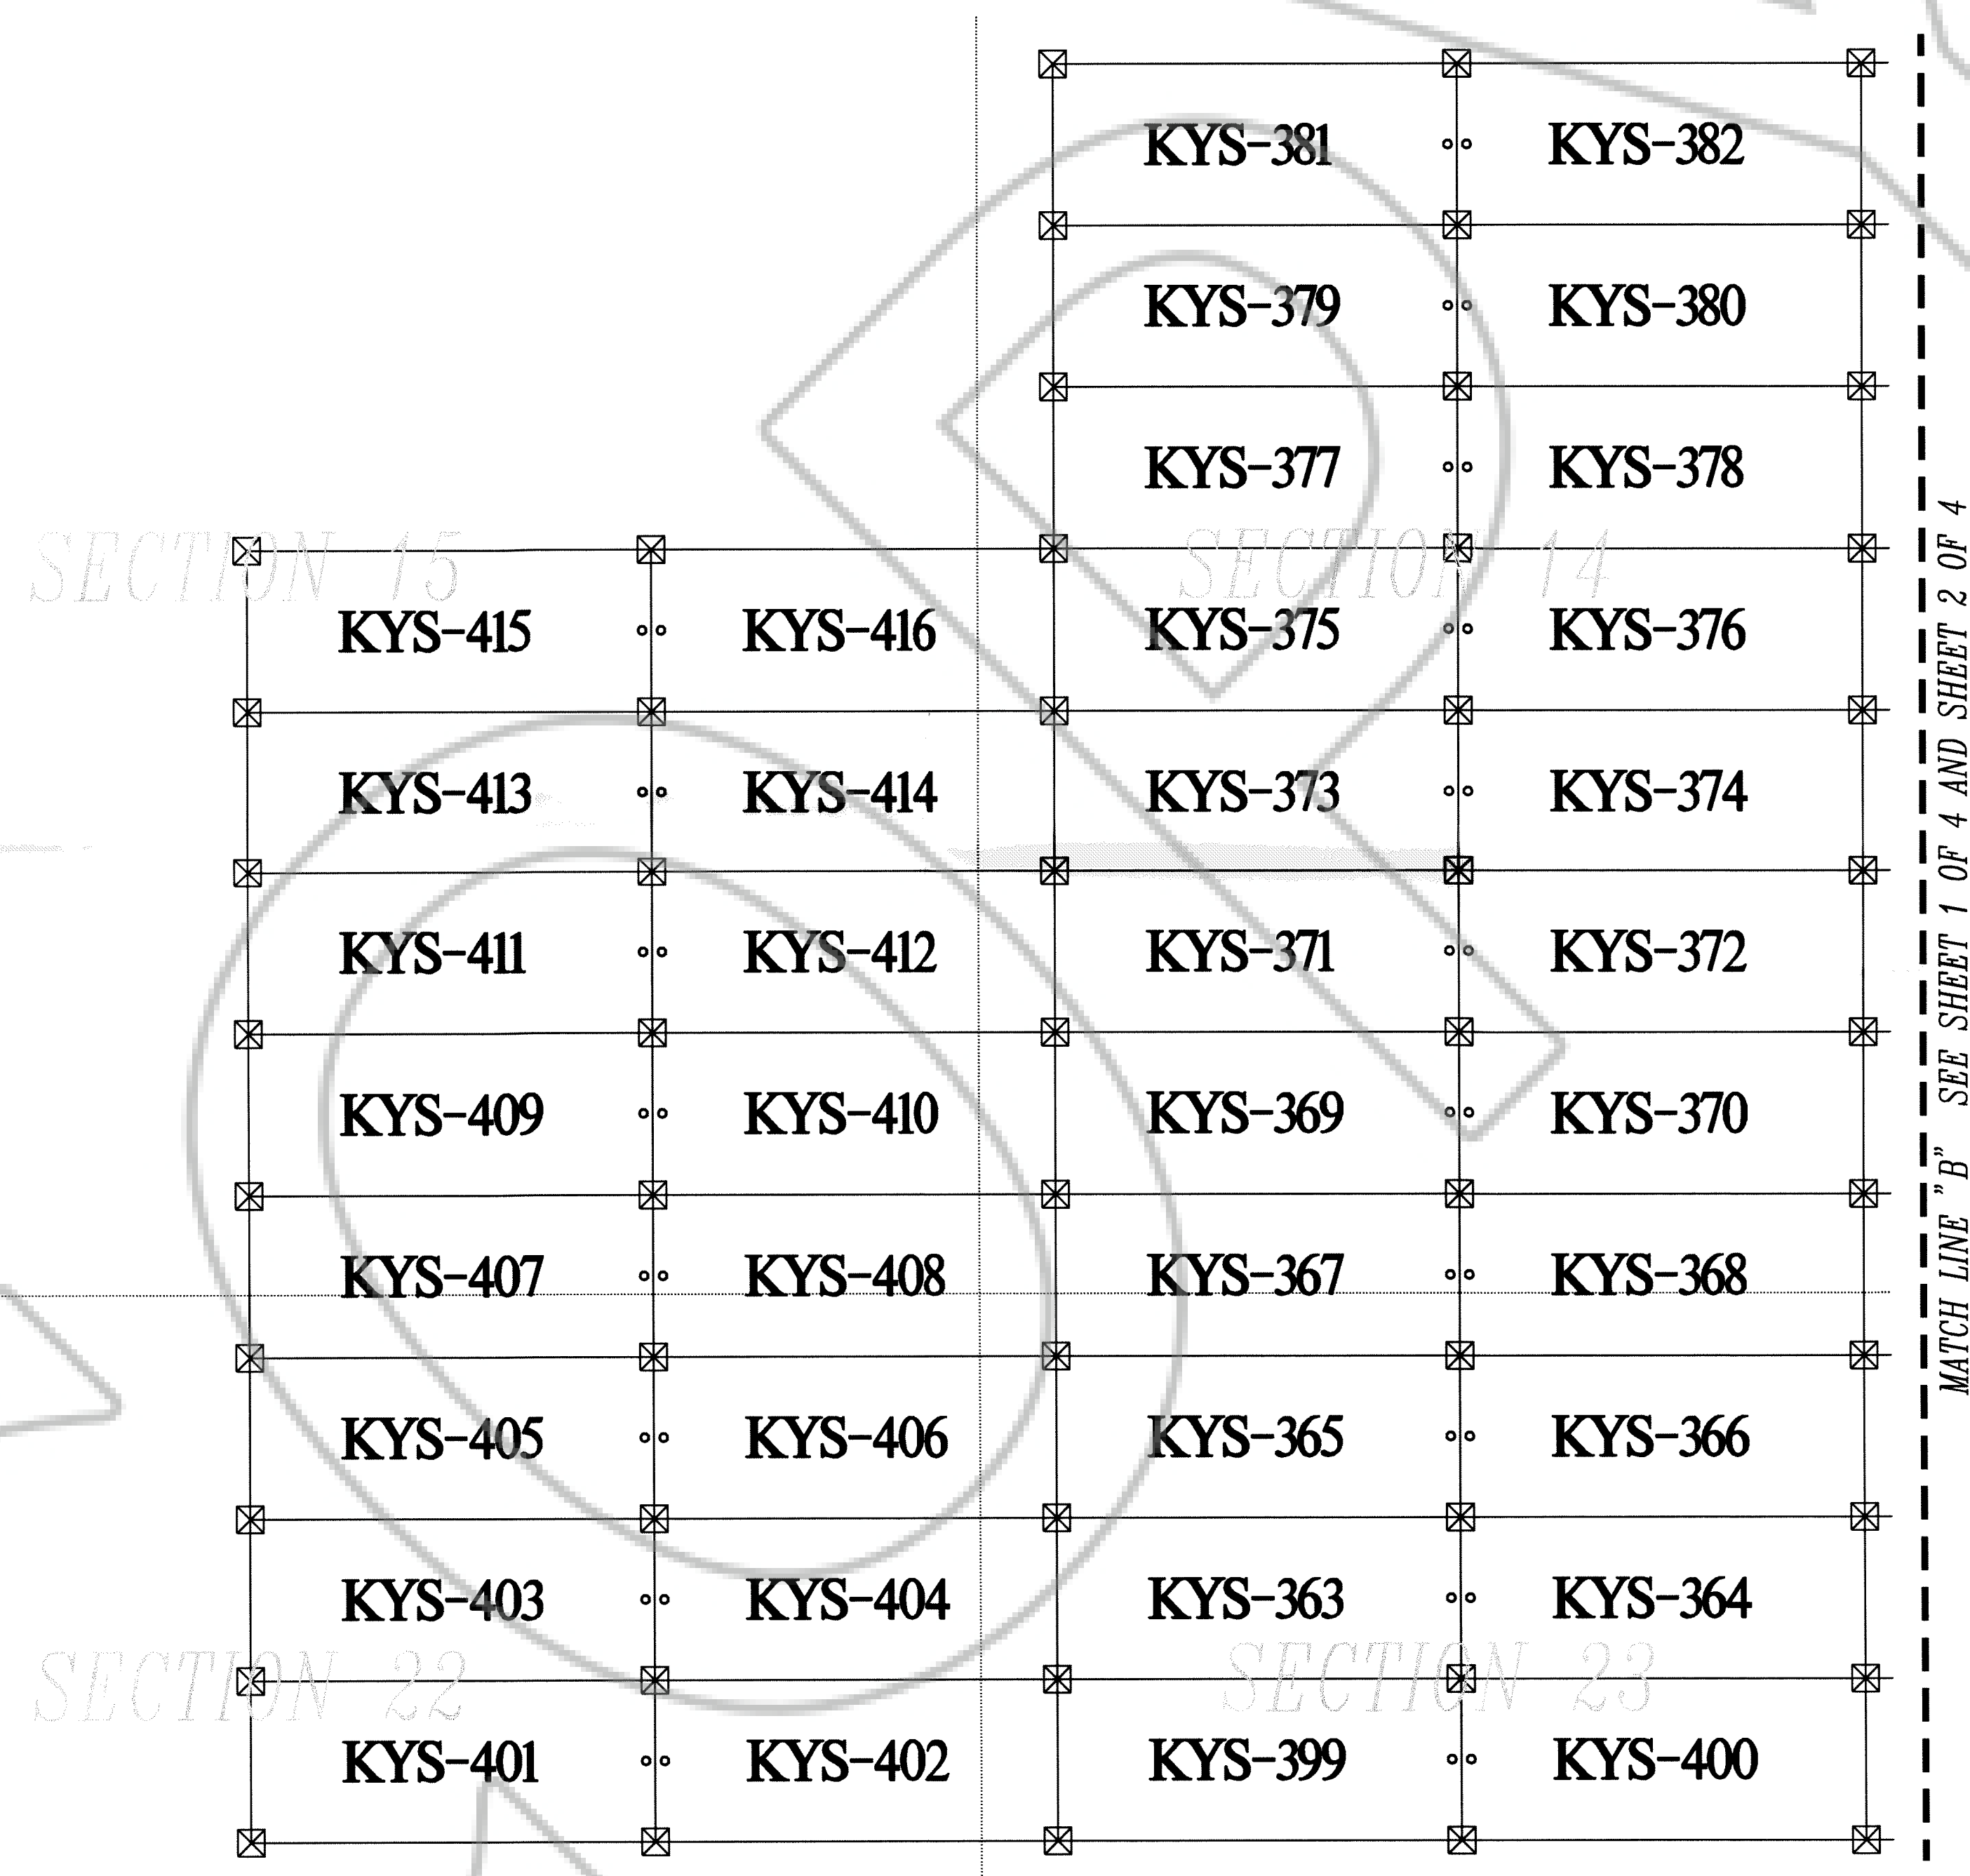 KYS-381 KYS-382
KYS-379 KYS-380
KYS-377 KYS-378
SECTION 15 SECTION 14
KYS-415 KYS-416 KYS-375 KYS-376
KYS-413 KYS-414 KYS-373 KYS-374
KYS-411 KYS-412 KYS-371 KYS-372
KYS-409 KYS-410 KYS-369 KYS-370
KYS-407 KYS-408 KYS-367 KYS-368
KYS-405 KYS-406 KYS-365 KYS-366
KYS-403 KYS-404 KYS-363 KYS-364
SECTION 22 SECTION 23
KYS-401 KYS-402 KYS-399 KYS-400
MATCH LINE "B" SEE SHEET 1 OF 4 AND SHEET 2 OF 4